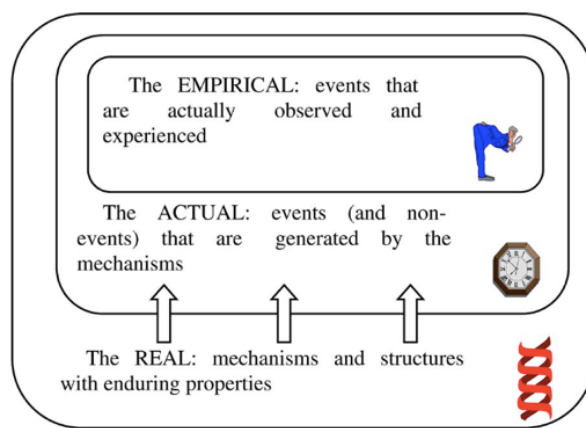 The EMPIRICAL: events that
are actually observed and
experienced
The ACTUAL: events (and non-
events) that are generated by the
mechanisms
The REAL: mechanisms and structures
with enduring properties